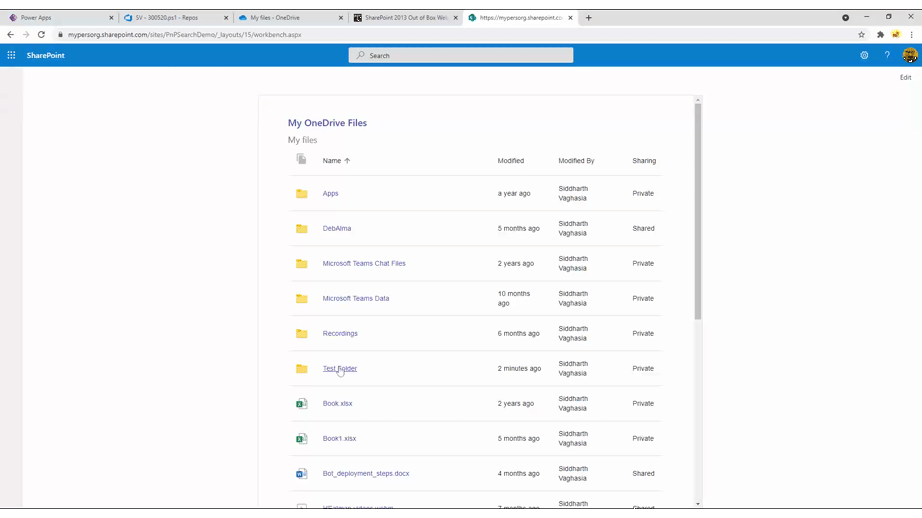 Power Apps
SV - 300520.ps1 - Repos
My files - OneDrive
SharePoint 2013 Out of Box We
https://mypersorg.sharepoint.com
mypersorg.sharepoint.com/sites/PnPSearchDemo/_layouts/15/workbench.aspx
SharePoint
Search
Edit
My OneDrive Files
My files
Name Modified Modified By Sharing
Apps a year ago Siddharth Vaghasia Private
DebAlma 5 months ago Siddharth Vaghasia Shared
Microsoft Teams Chat Files 2 years ago Siddharth Vaghasia Private
Microsoft Teams Data 10 months ago Siddharth Vaghasia Private
Recordings 6 months ago Siddharth Vaghasia Private
Test Folder 2 minutes ago Siddharth Vaghasia Private
Book.xlsx 2 years ago Siddharth Vaghasia Private
Book1.xlsx 5 months ago Siddharth Vaghasia Private
Bot_deployment_steps.docx 4 months ago Siddharth Vaghasia Shared
Siddharth